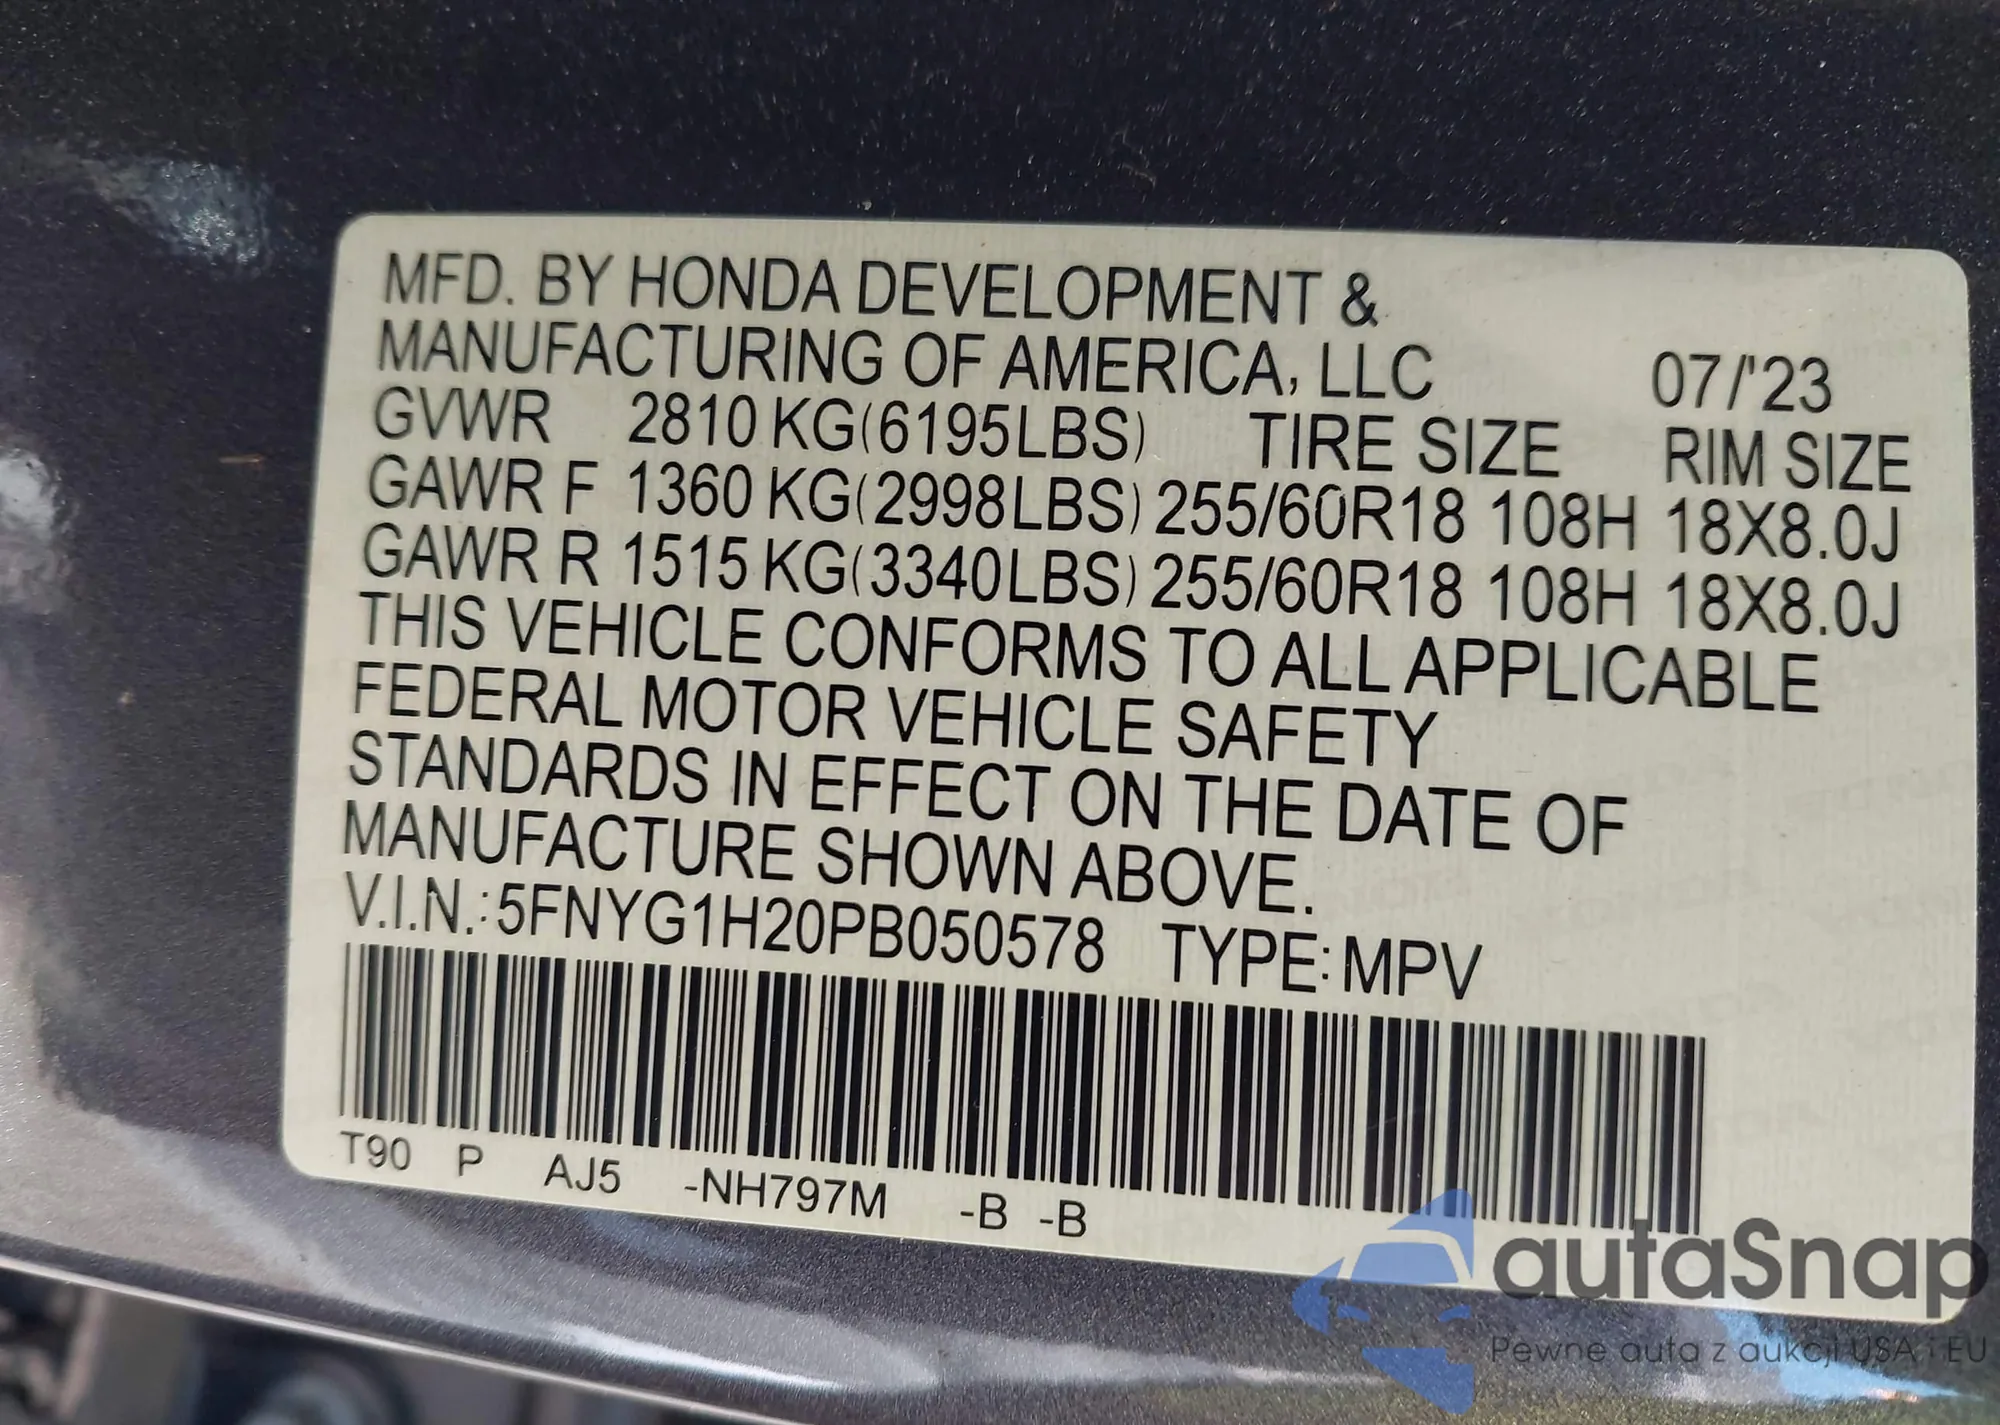 MFD. BY HONDA DEVELOPMENT &
MANUFACTURING OF AMERICA, LLC 07/'23
GVWR 2810 KG(6195LBS) TIRE SIZE RIM SIZE
GAWR F 1360 KG(2998LBS) 255/60R18 108H 18X8.0J
GAWR R 1515 KG(3340LBS) 255/60R18 108H 18X8.0J
THIS VEHICLE CONFORMS TO ALL APPLICABLE
FEDERAL MOTOR VEHICLE SAFETY
STANDARDS IN EFFECT ON THE DATE OF
MANUFACTURE SHOWN ABOVE.
V.I.N.:5FNYG1H20PB050578 TYPE:MPV
T90 P AJ5 -NH797M -B -B
autaSnap
Pewne auta z aukcji USA i EU